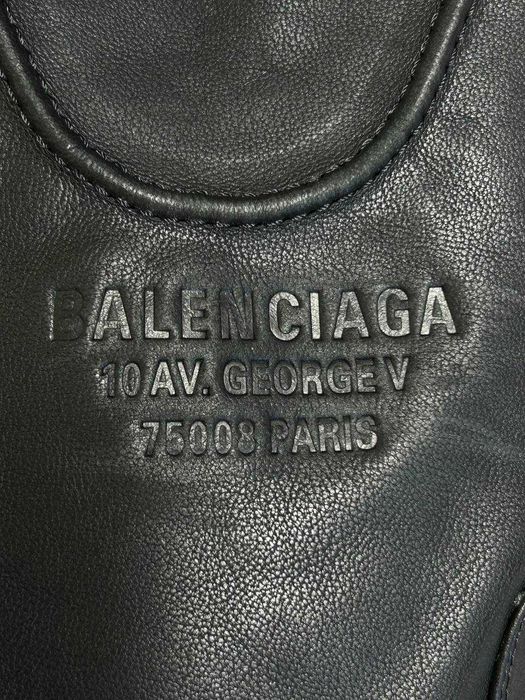 BALENCIAGA
10 AV. GEORGE V
75008 PARIS